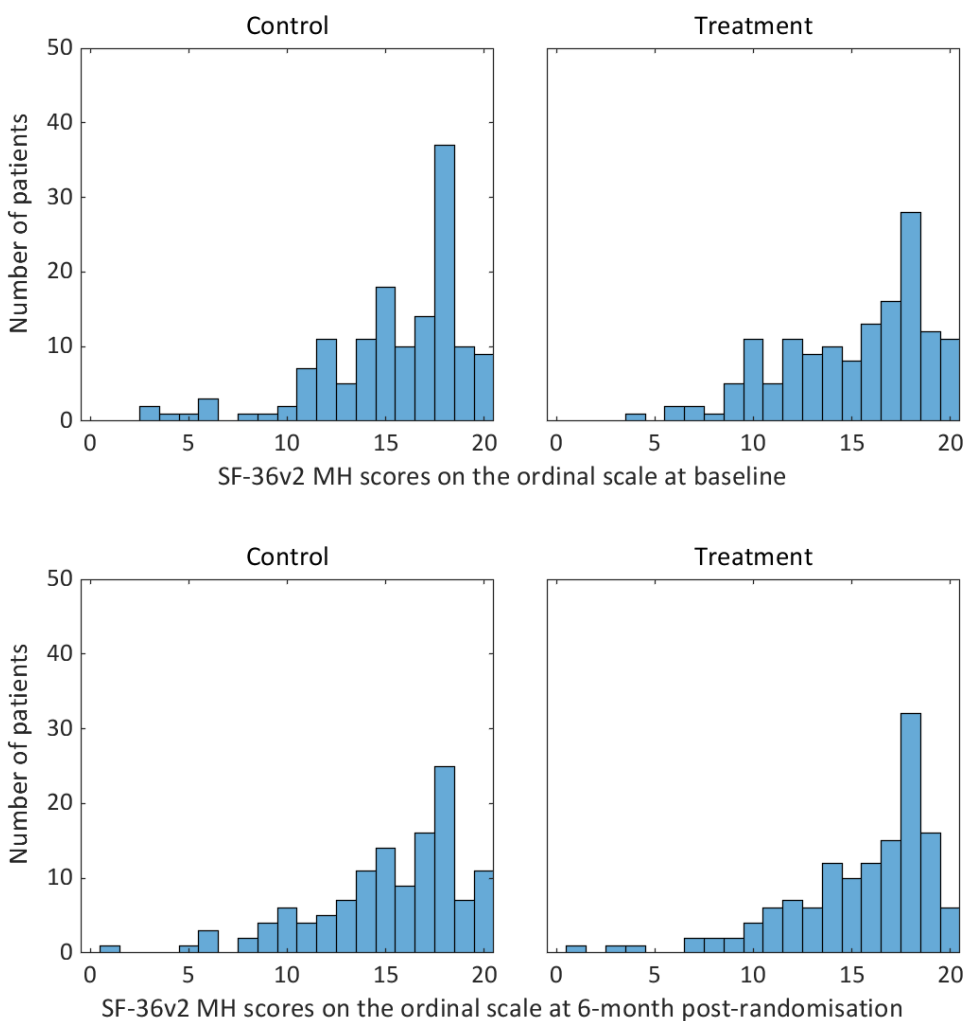 Control Treatment
50
40
30
20
10
0
Number of patients
0 5 10 15 20 0 5 10 15 20
SF-36v2 MH scores on the ordinal scale at baseline
Control Treatment
50
40
30
20
10
0
Number of patients
0 5 10 15 20 0 5 10 15 20
SF-36v2 MH scores on the ordinal scale at 6-month post-randomisation